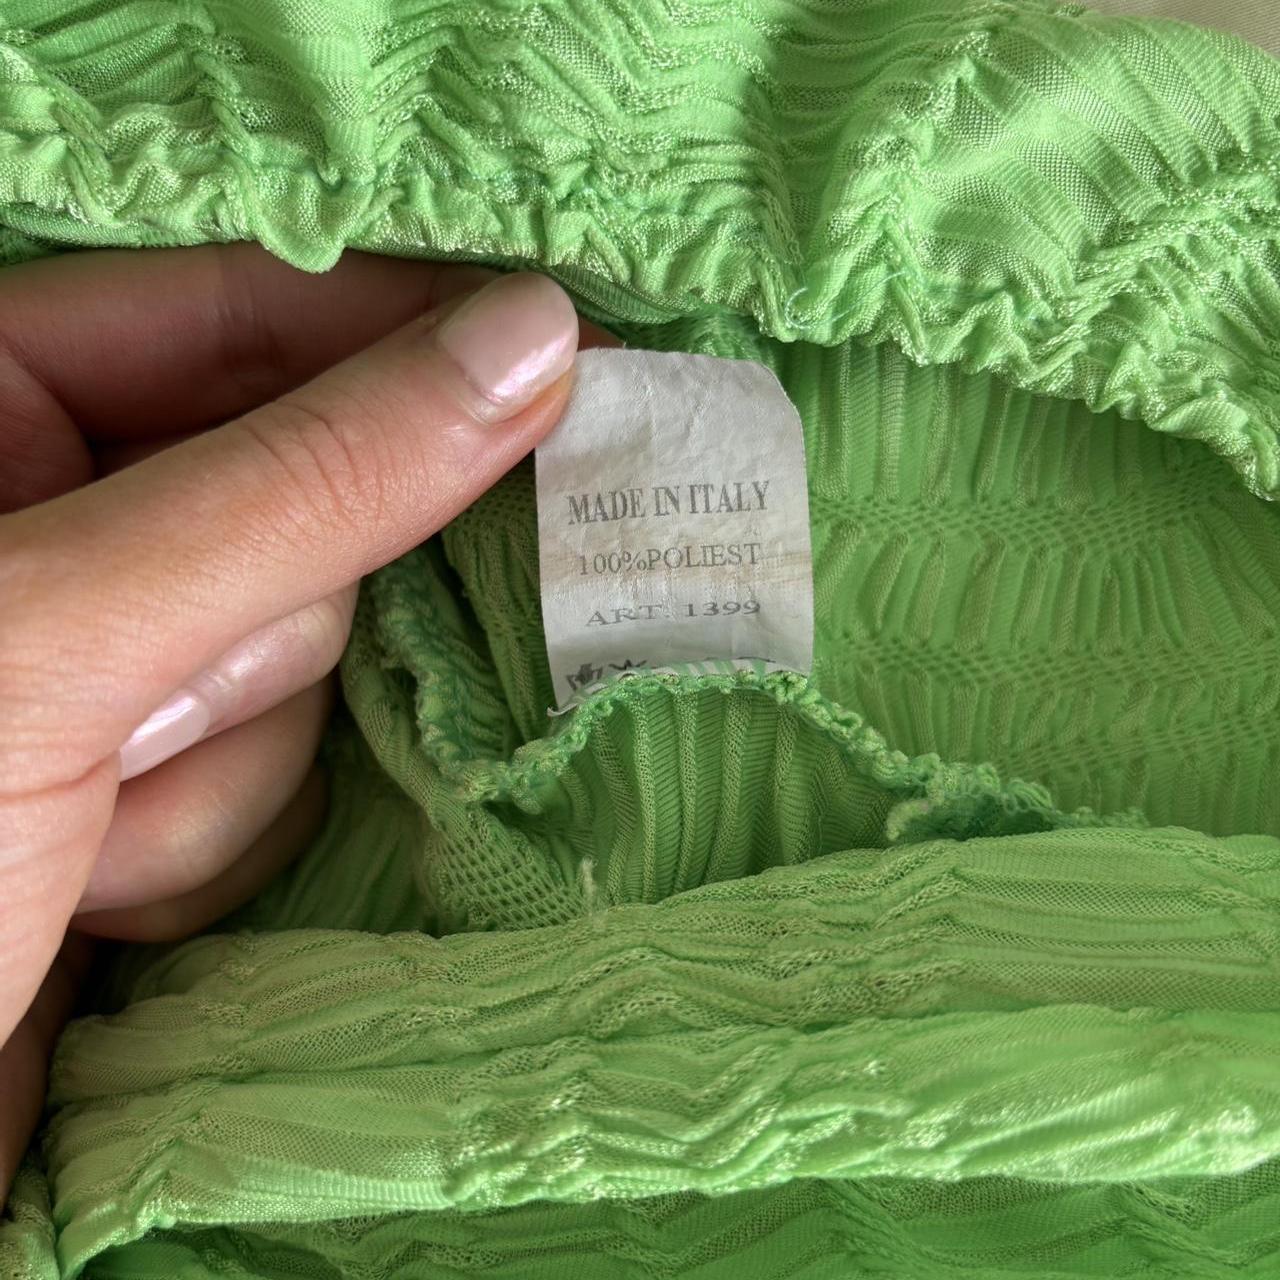 MADE IN ITALY
100%POLIEST
ART. 1399